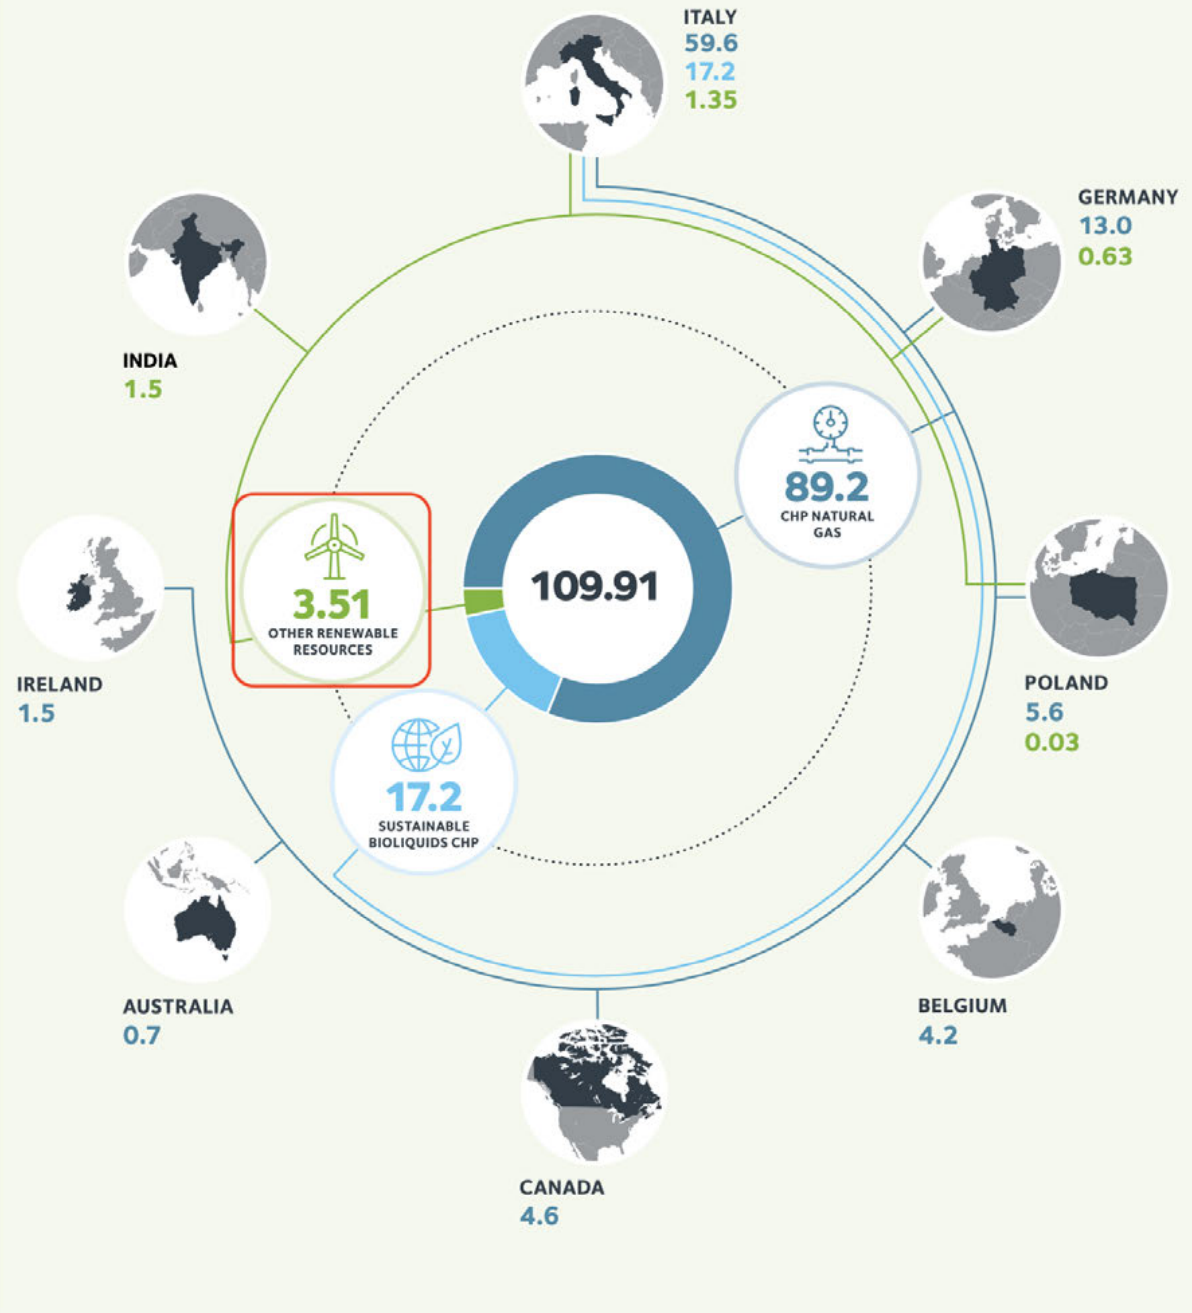 ITALY
59.6
17.2
1.35
GERMANY
13.0
0.63
INDIA
1.5
89.2
CHP NATURAL
GAS
109.91
3.51
OTHER RENEWABLE
RESOURCES
IRELAND
1.5
POLAND
5.6
0.03
17.2
SUSTAINABLE
BIOLIQUIDS CHP
AUSTRALIA
0.7
BELGIUM
4.2
CANADA
4.6